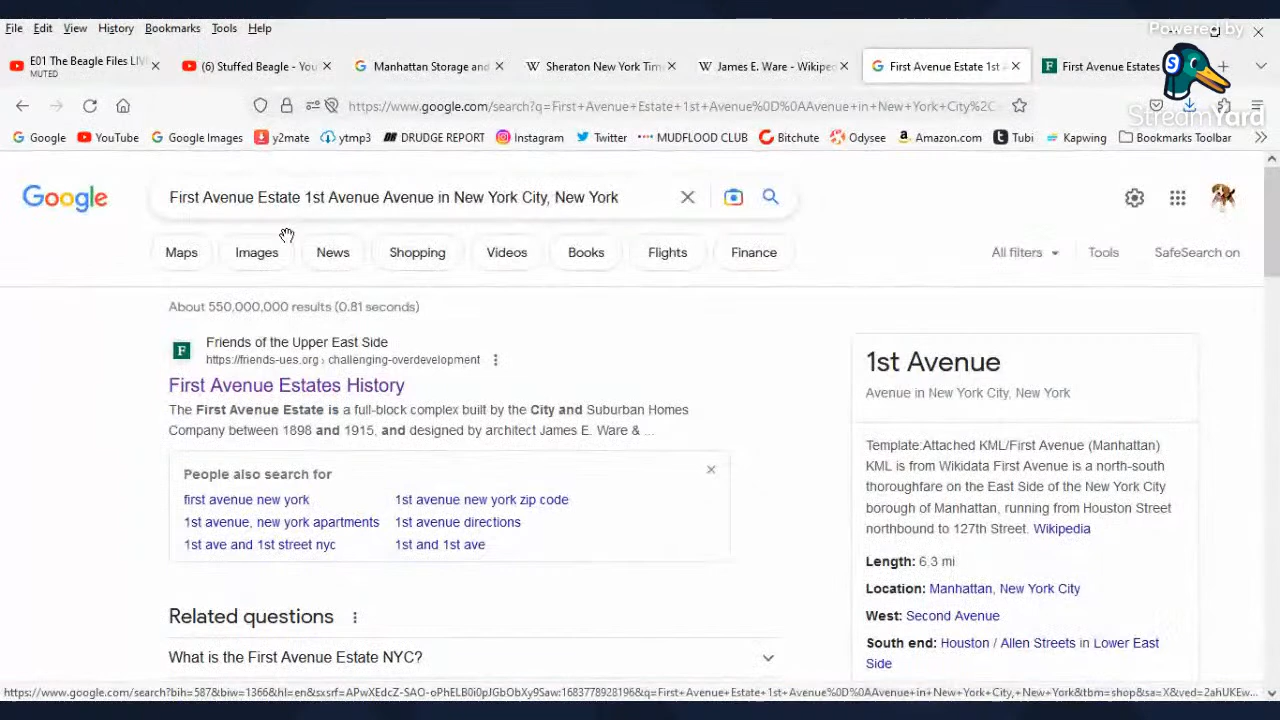 File Edit View History Bookmarks Tools Help
Powered by
E01 The Beagle Files LIV
MUTED
(6) Stuffed Beagle - You
Manhattan Storage and
Sheraton New York Tim
James E. Ware - Wikiped
First Avenue Estate 1st
First Avenue Estates
S
https://www.google.com/search?q=First+Avenue+Estate+1st+Avenue%0D%0AAvenue+in+New+York+City%2C
StreamYard
Google YouTube Google Images y2mate ytmp3 DRUDGE REPORT Instagram Twitter MUDFLOOD CLUB Bitchute Odysee Amazon.com Tubi Kapwing Bookmarks Toolbar
Google
First Avenue Estate 1st Avenue Avenue in New York City, New York
Maps Images News Shopping Videos Books Flights Finance All filters Tools SafeSearch on
About 550,000,000 results (0.81 seconds)
F
Friends of the Upper East Side
https://friends-ues.org › challenging-overdevelopment
First Avenue Estates History
The First Avenue Estate is a full-block complex built by the City and Suburban Homes
Company between 1898 and 1915, and designed by architect James E. Ware & ...
People also search for
first avenue new york 1st avenue new york zip code
1st avenue, new york apartments 1st avenue directions
1st ave and 1st street nyc 1st and 1st ave
Related questions
What is the First Avenue Estate NYC?
1st Avenue
Avenue in New York City, New York
Template:Attached KML/First Avenue (Manhattan)
KML is from Wikidata First Avenue is a north-south
thoroughfare on the East Side of the New York City
borough of Manhattan, running from Houston Street
northbound to 127th Street. Wikipedia
Length: 6.3 mi
Location: Manhattan, New York City
West: Second Avenue
South end: Houston / Allen Streets in Lower East
Side